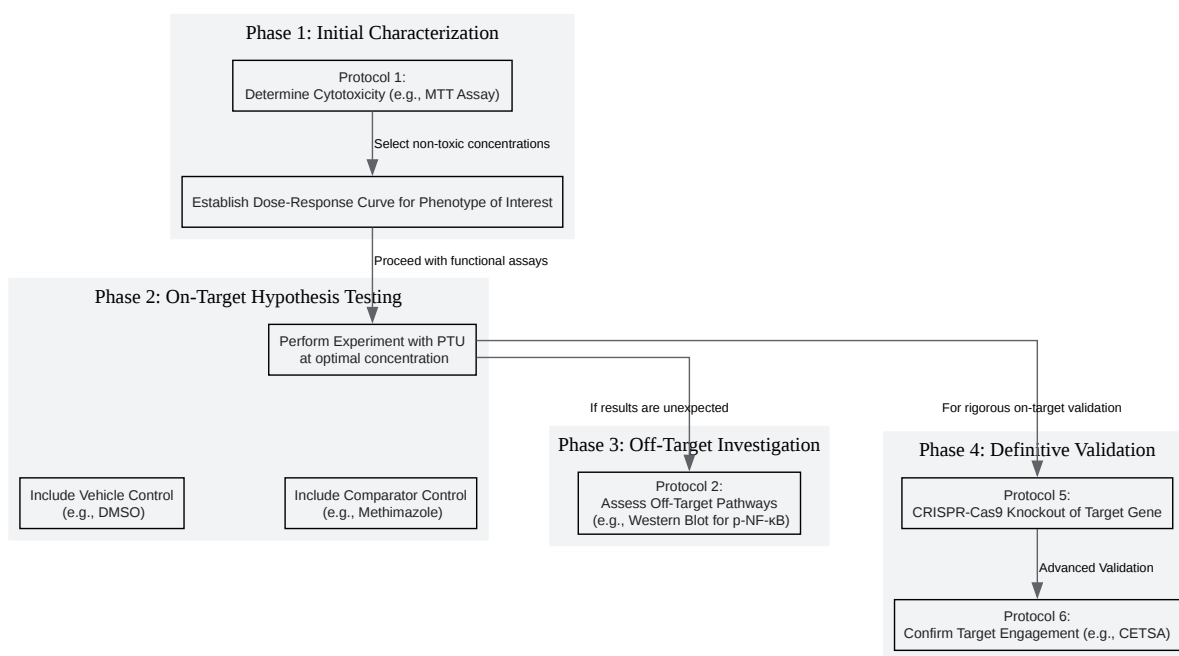 Phase 1: Initial Characterization
Protocol 1:
Determine Cytotoxicity (e.g., MTT Assay)
Select non-toxic concentrations
Establish Dose-Response Curve for Phenotype of Interest
Proceed with functional assays
Phase 2: On-Target Hypothesis Testing
Perform Experiment with PTU
at optimal concentration
Include Vehicle Control
(e.g., DMSO)
Include Comparator Control
(e.g., Methimazole)
If results are unexpected
Phase 3: Off-Target Investigation
Protocol 2:
Assess Off-Target Pathways
(e.g., Western Blot for p-NF-κB)
For rigorous on-target validation
Phase 4: Definitive Validation
Protocol 5:
CRISPR-Cas9 Knockout of Target Gene
Advanced Validation
Protocol 6:
Confirm Target Engagement (e.g., CETSA)